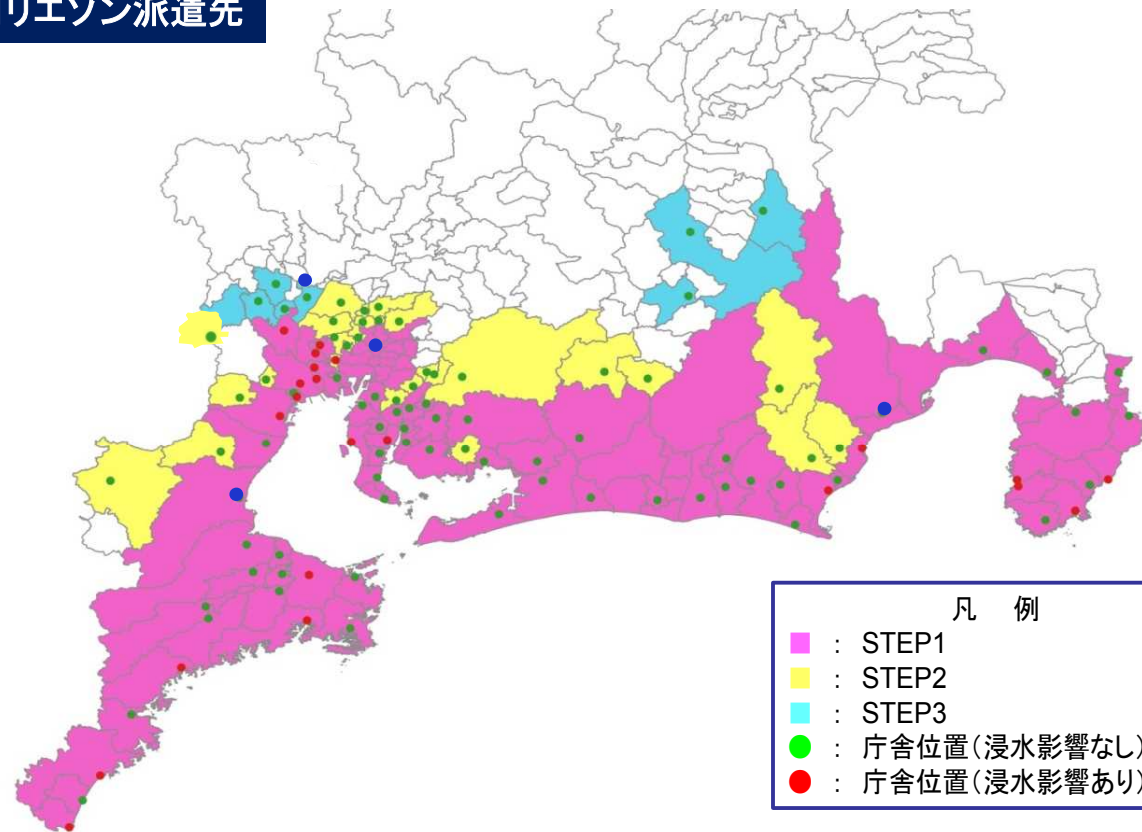 リエゾン派遣先
凡 例
: STEP1
: STEP2
: STEP3
: 庁舎位置(浸水影響なし)
: 庁舎位置(浸水影響あり)